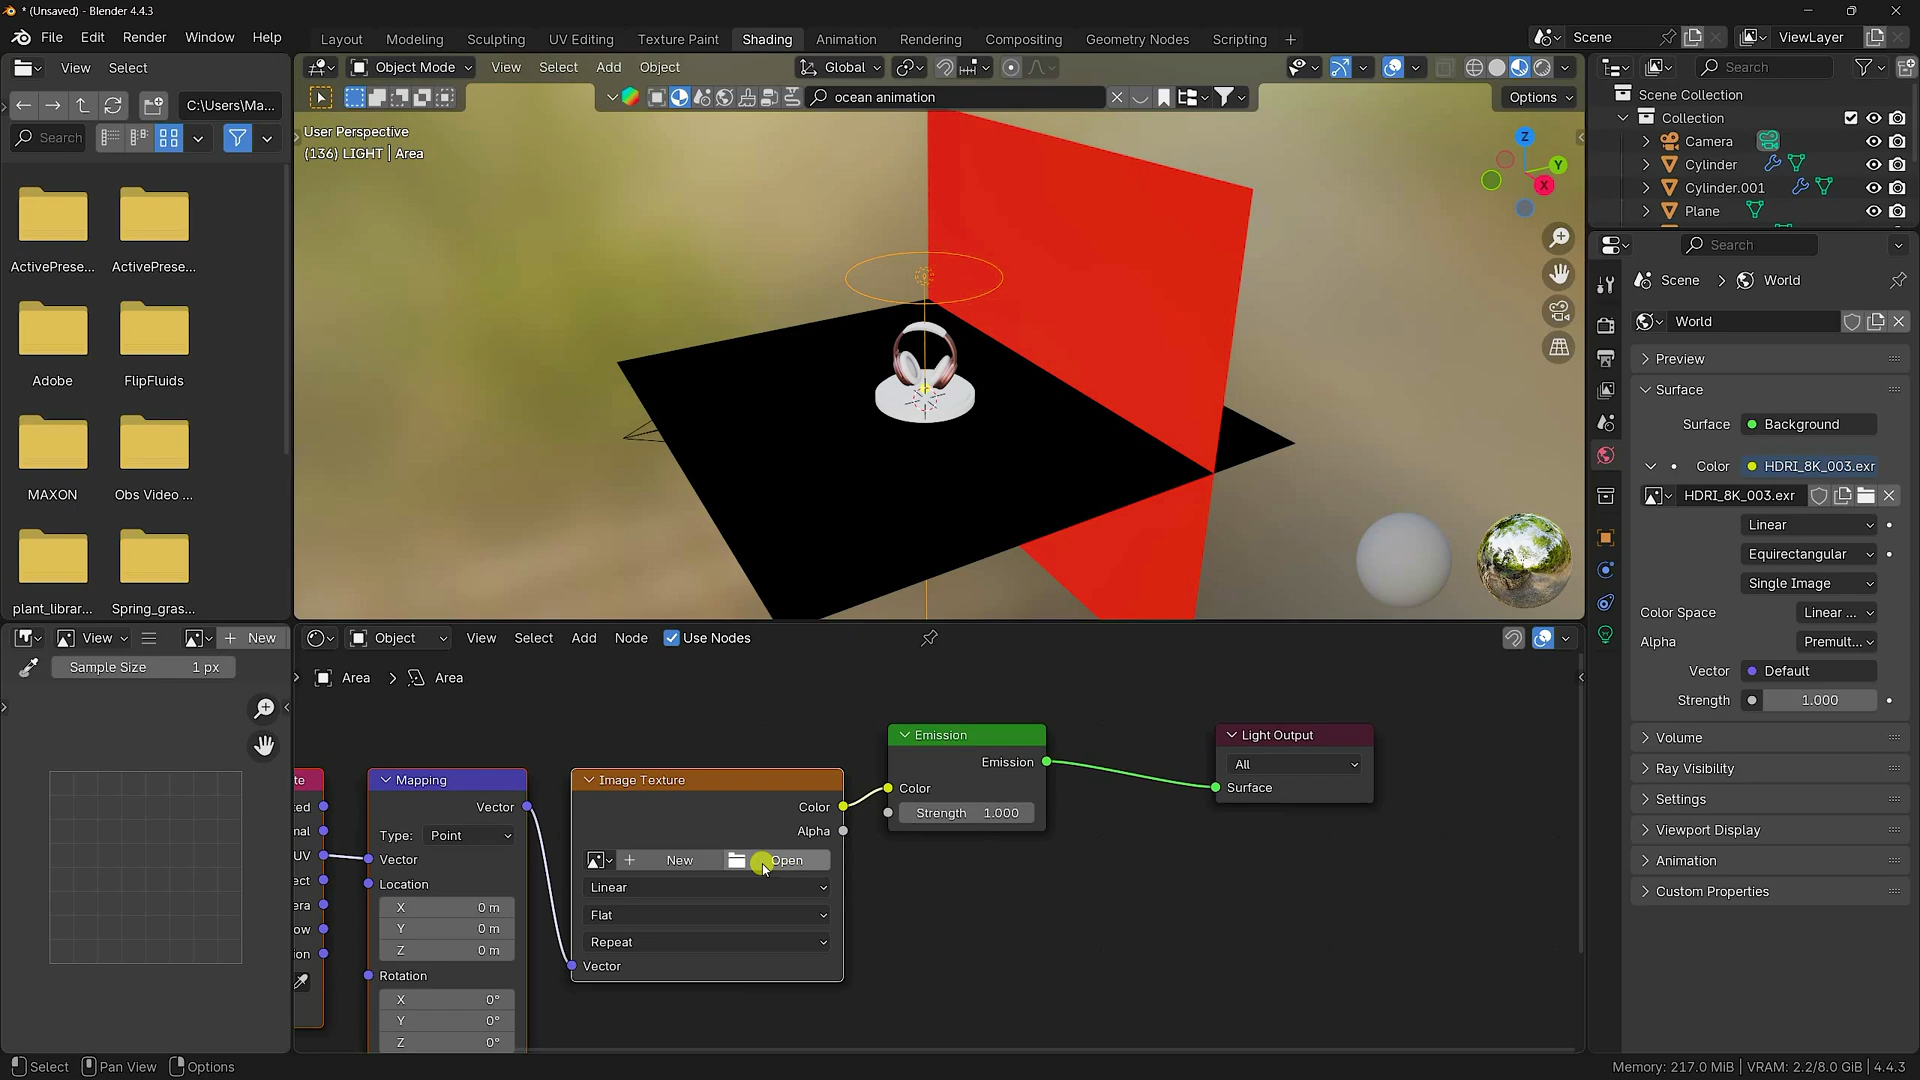 * (Unsaved) - Blender 4.4.3
File Edit Render Window Help
Layout Modeling Sculpting UV Editing Texture Paint Shading Animation Rendering Compositing Geometry Nodes Scripting
Scene
ViewLayer
View Select
Object Mode View Select Add Object
Global
Search
C:\Users\Ma...
ocean animation
Options
Search
User Perspective
(136) LIGHT | Area
Z
Y
X
ActivePrese... ActivePrese...
Adobe FlipFluids
MAXON Obs Video ...
plant_librar... Spring_gras...
Scene Collection
Collection
Camera
Cylinder
Cylinder.001
Plane
Search
Scene > World
World
Preview
Surface
Surface Background
Color HDRI_8K_003.exr
HDRI_8K_003.exr
Linear
Equirectangular
Single Image
Color Space Linear ...
Alpha Premult...
Vector Default
Strength 1.000
Volume
Ray Visibility
Settings
Viewport Display
Animation
Custom Properties
View
New
Sample Size 1 px
Object View Select Add Node Use Nodes
Area > Area
te
ed
mal
UV
ect
era
ow
ion
Mapping
Vector
Type: Point
Vector
Location
X 0 m
Y 0 m
Z 0 m
Rotation
X 0°
Y 0°
Z 0°
Image Texture
Color
Alpha
New Open
Linear
Flat
Repeat
Vector
Emission
Emission
Color
Strength 1.000
Light Output
All
Surface
Select Pan View Options
Memory: 217.0 MiB | VRAM: 2.2/8.0 GiB | 4.4.3